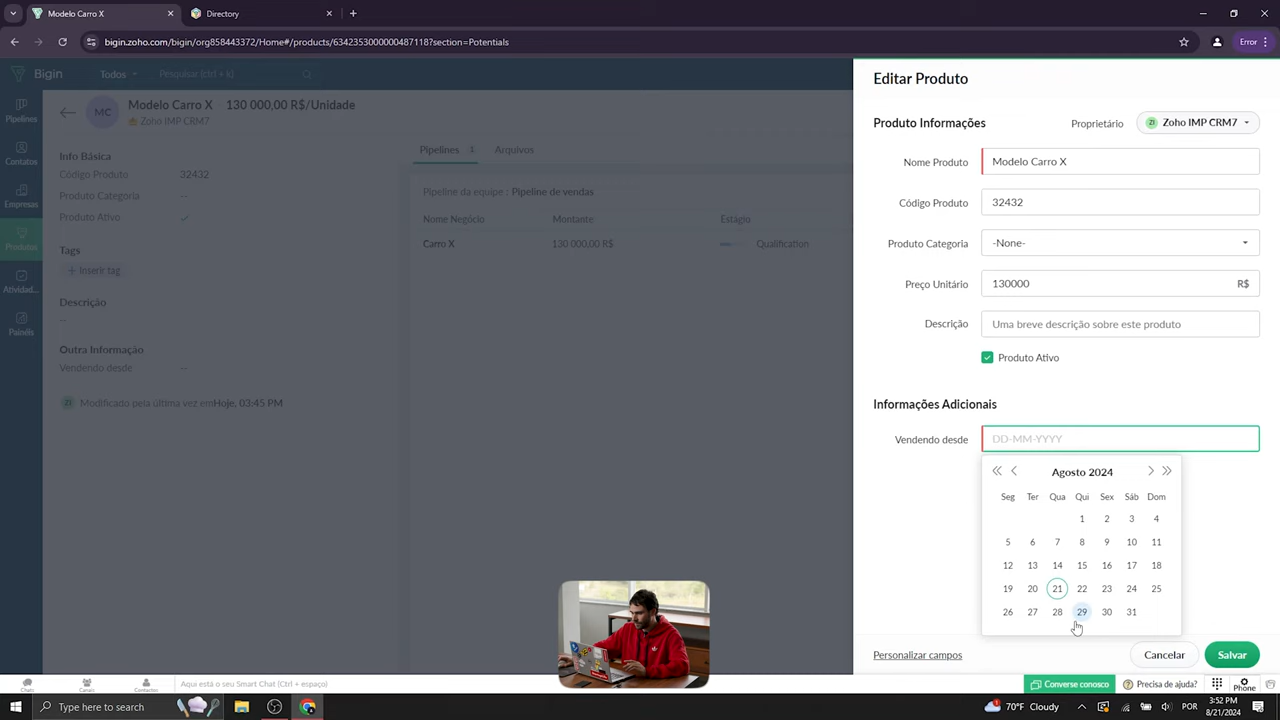 Modelo Carro X
Directory
bigin.zoho.com/bigin/org858443372/Home#/products/6342353000000487118?section=Potentials
Error
Bigin
Todos
Pesquisar (ctrl + k)
Pipelines
Contatos
Empresas
Produtos
Atividad...
Painéis
MC
Modelo Carro X 130 000,00 R$/Unidade
Zoho IMP CRM7
Info Básica
Código Produto 32432
Produto Categoria --
Produto Ativo
Tags
+ Inserir tag
Descrição
--
Outra Informação
Vendendo desde --
ZI Modificado pela última vez emHoje, 03:45 PM
Pipelines 1 Arquivos
Pipeline da equipe : Pipeline de vendas
Nome Negócio Montante Estágio
Carro X 130 000,00 R$ Qualification
Editar Produto
Produto Informações
Proprietário ZI Zoho IMP CRM7
Nome Produto Modelo Carro X
Código Produto 32432
Produto Categoria -None-
Preço Unitário 130000 R$
Descrição Uma breve descrição sobre este produto
Produto Ativo
Informações Adicionais
Vendendo desde DD-MM-YYYY
Agosto 2024
Seg Ter Qua Qui Sex Sáb Dom
1 2 3 4
5 6 7 8 9 10 11
12 13 14 15 16 17 18
19 20 21 22 23 24 25
26 27 28 29 30 31
Personalizar campos Cancelar Salvar
Chats Canais Contactos Aqui está o seu Smart Chat (Ctrl + espaço)
Converse conosco Precisa de ajuda? Phone
Type here to search
70°F Cloudy
POR
3:52 PM
8/21/2024